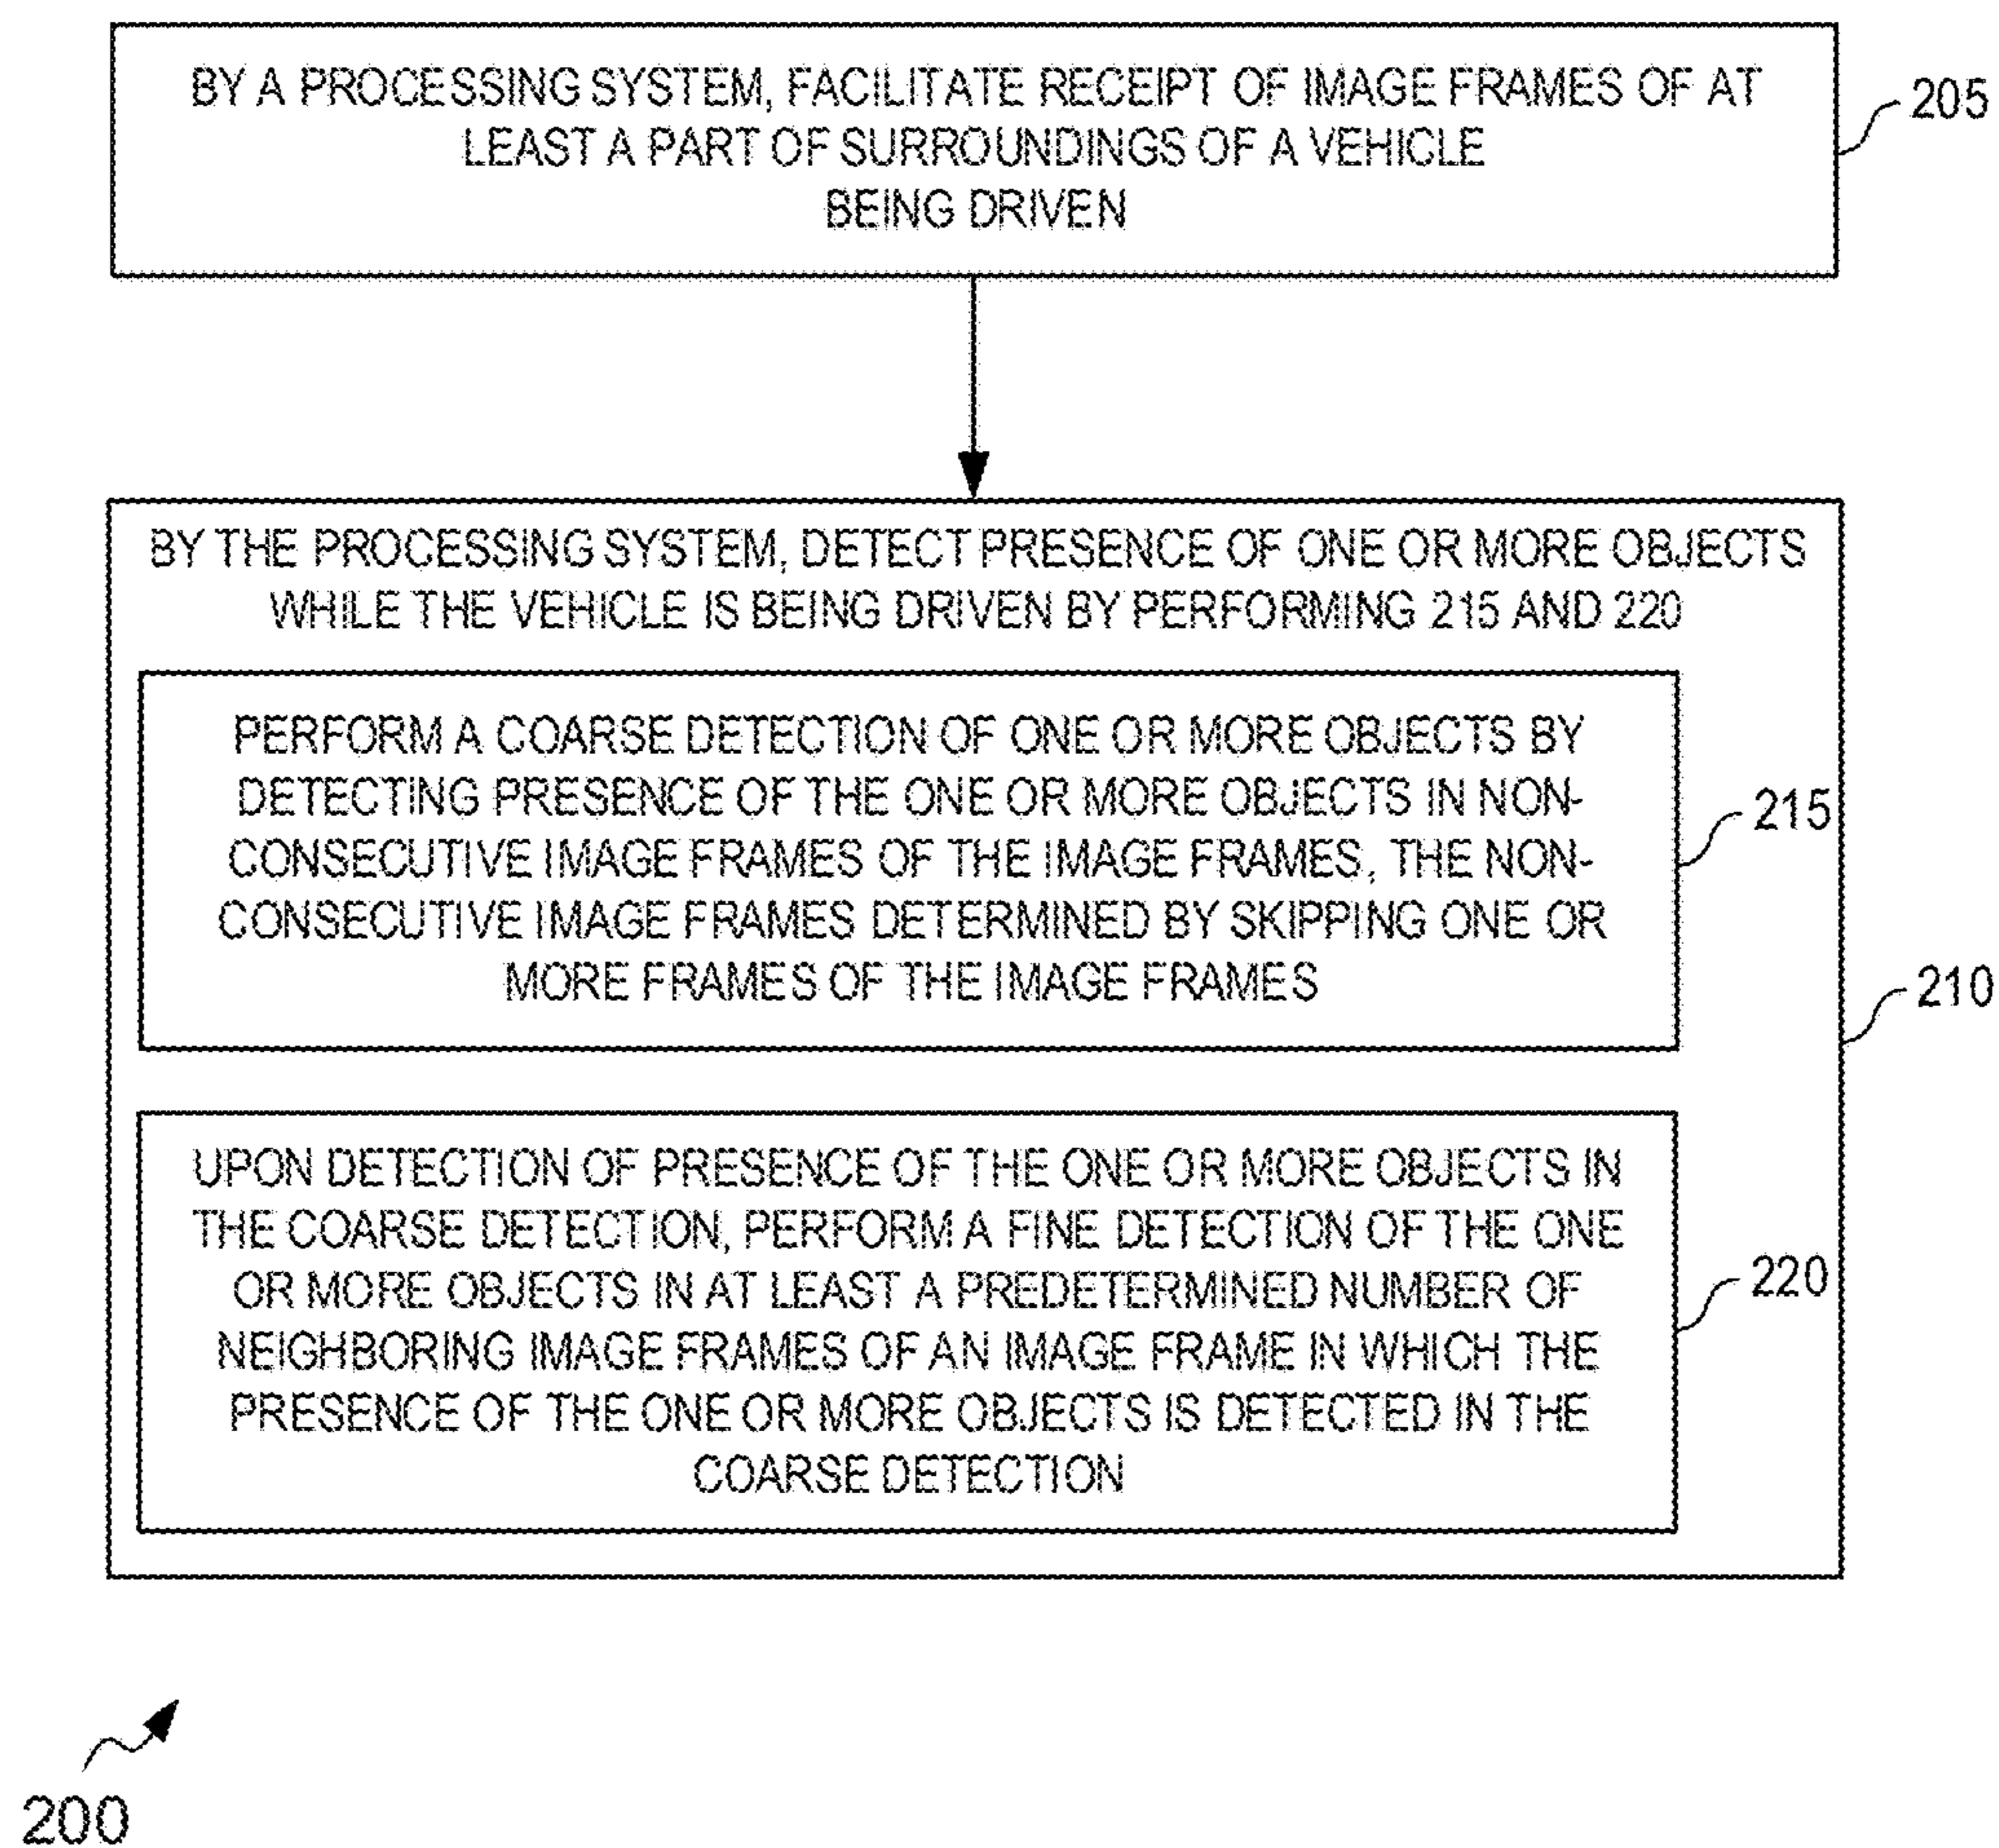 BY A PROCESSING SYSTEM, FACILITATE RECEIPT OF IMAGE FRAMES OF AT
LEAST A PART OF SURROUNDINGS OF A VEHICLE
BEING DRIVEN
205
BY THE PROCESSING SYSTEM, DETECT PRESENCE OF ONE OR MORE OBJECTS
WHILE THE VEHICLE IS BEING DRIVEN BY PERFORMING 215 AND 220
PERFORM A COARSE DETECTION OF ONE OR MORE OBJECTS BY
DETECTING PRESENCE OF THE ONE OR MORE OBJECTS IN NON-
CONSECUTIVE IMAGE FRAMES OF THE IMAGE FRAMES, THE NON-
CONSECUTIVE IMAGE FRAMES DETERMINED BY SKIPPING ONE OR
MORE FRAMES OF THE IMAGE FRAMES
215
210
UPON DETECTION OF PRESENCE OF THE ONE OR MORE OBJECTS IN
THE COARSE DETECTION, PERFORM A FINE DETECTION OF THE ONE
OR MORE OBJECTS IN AT LEAST A PREDETERMINED NUMBER OF
NEIGHBORING IMAGE FRAMES OF AN IMAGE FRAME IN WHICH THE
PRESENCE OF THE ONE OR MORE OBJECTS IS DETECTED IN THE
COARSE DETECTION
220
200